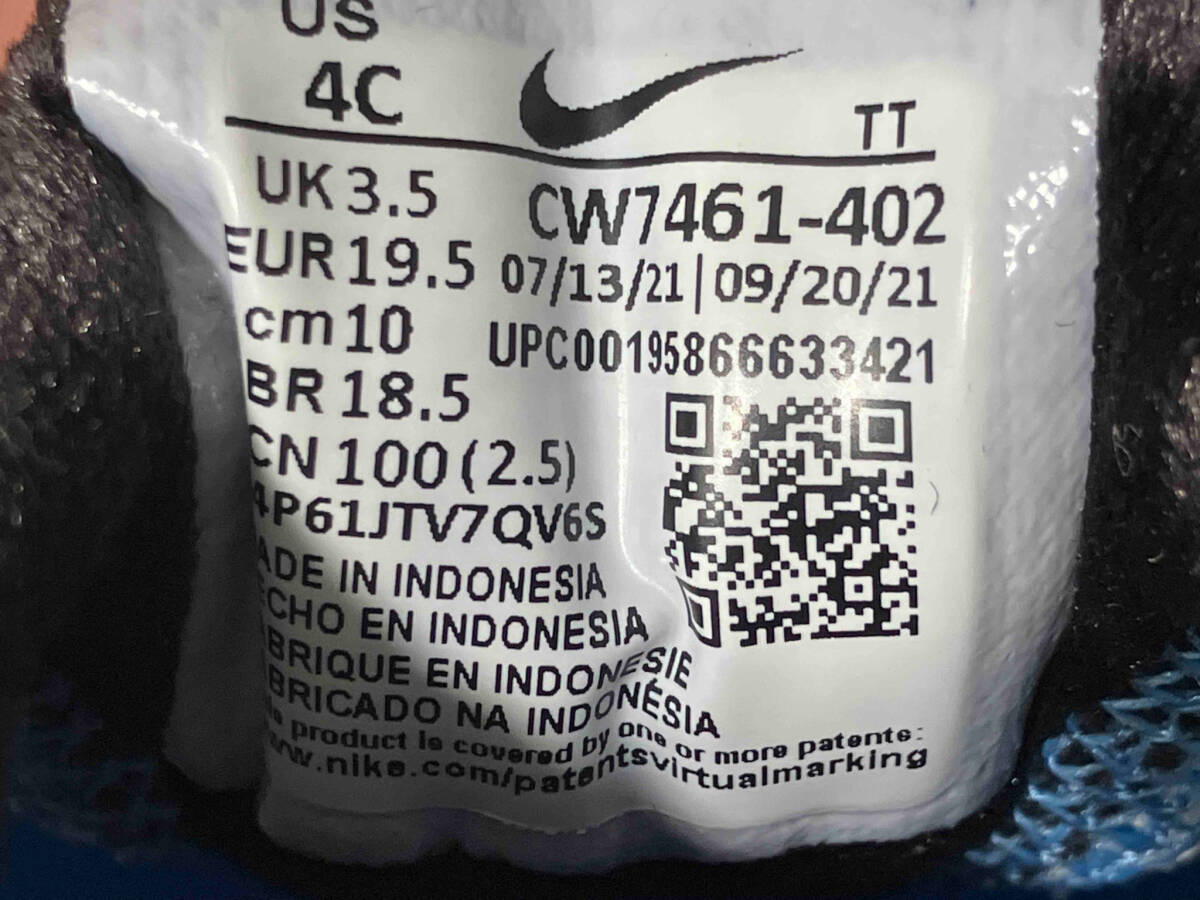 US
4C
TT
UK 3.5
CW7461-402
EUR 19.5
07/13/21|09/20/21
cm 10
UPC00195866633421
BR 18.5
CN 100 (2.5)
4P61JTV7QV6S
ADE IN INDONESIA
ECHO EN INDONESIA
ABRIQUE EN INDONESIE
ABRICADO NA INDONÉSIA
product is covered by one or more patents:
www.nike.com/patentsvirtualmarking